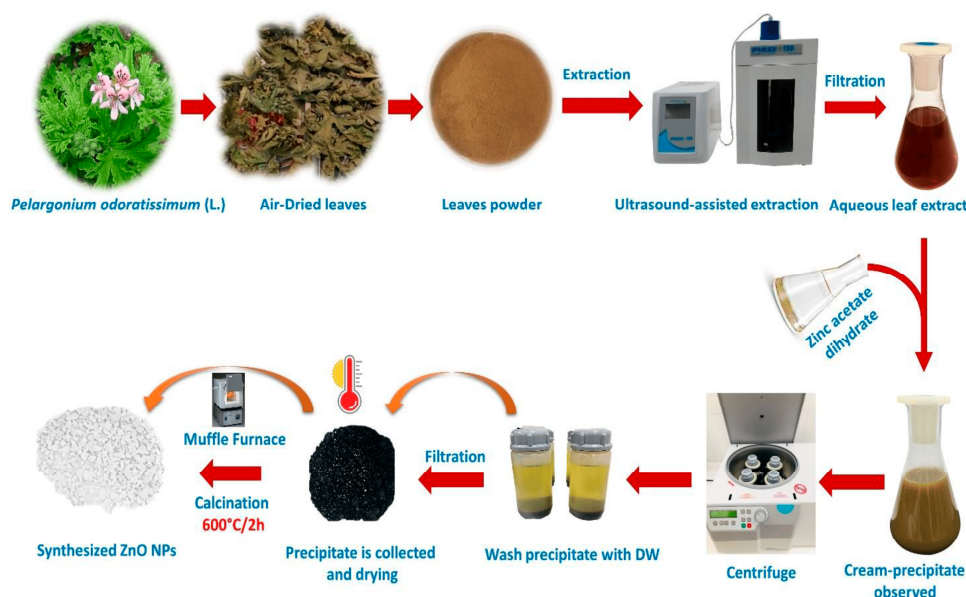 Extraction
Filtration
Pelargonium odoratissimum (L.)
Air-Dried leaves
Leaves powder
Ultrasound-assisted extraction
Aqueous leaf extract
Zinc acetate
dihydrate
Muffle Furnace
Filtration
Calcination
600°C/2h
Synthesized ZnO NPs
Precipitate is collected
and drying
Wash precipitate with DW
Centrifuge
Cream-precipitate
observed